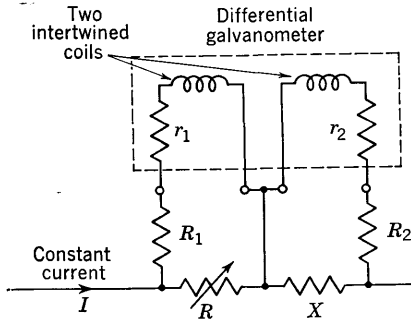 Two
intertwined
coils
Differential
galvanometer
r1
r2
R1
R2
Constant
current
I
R
X